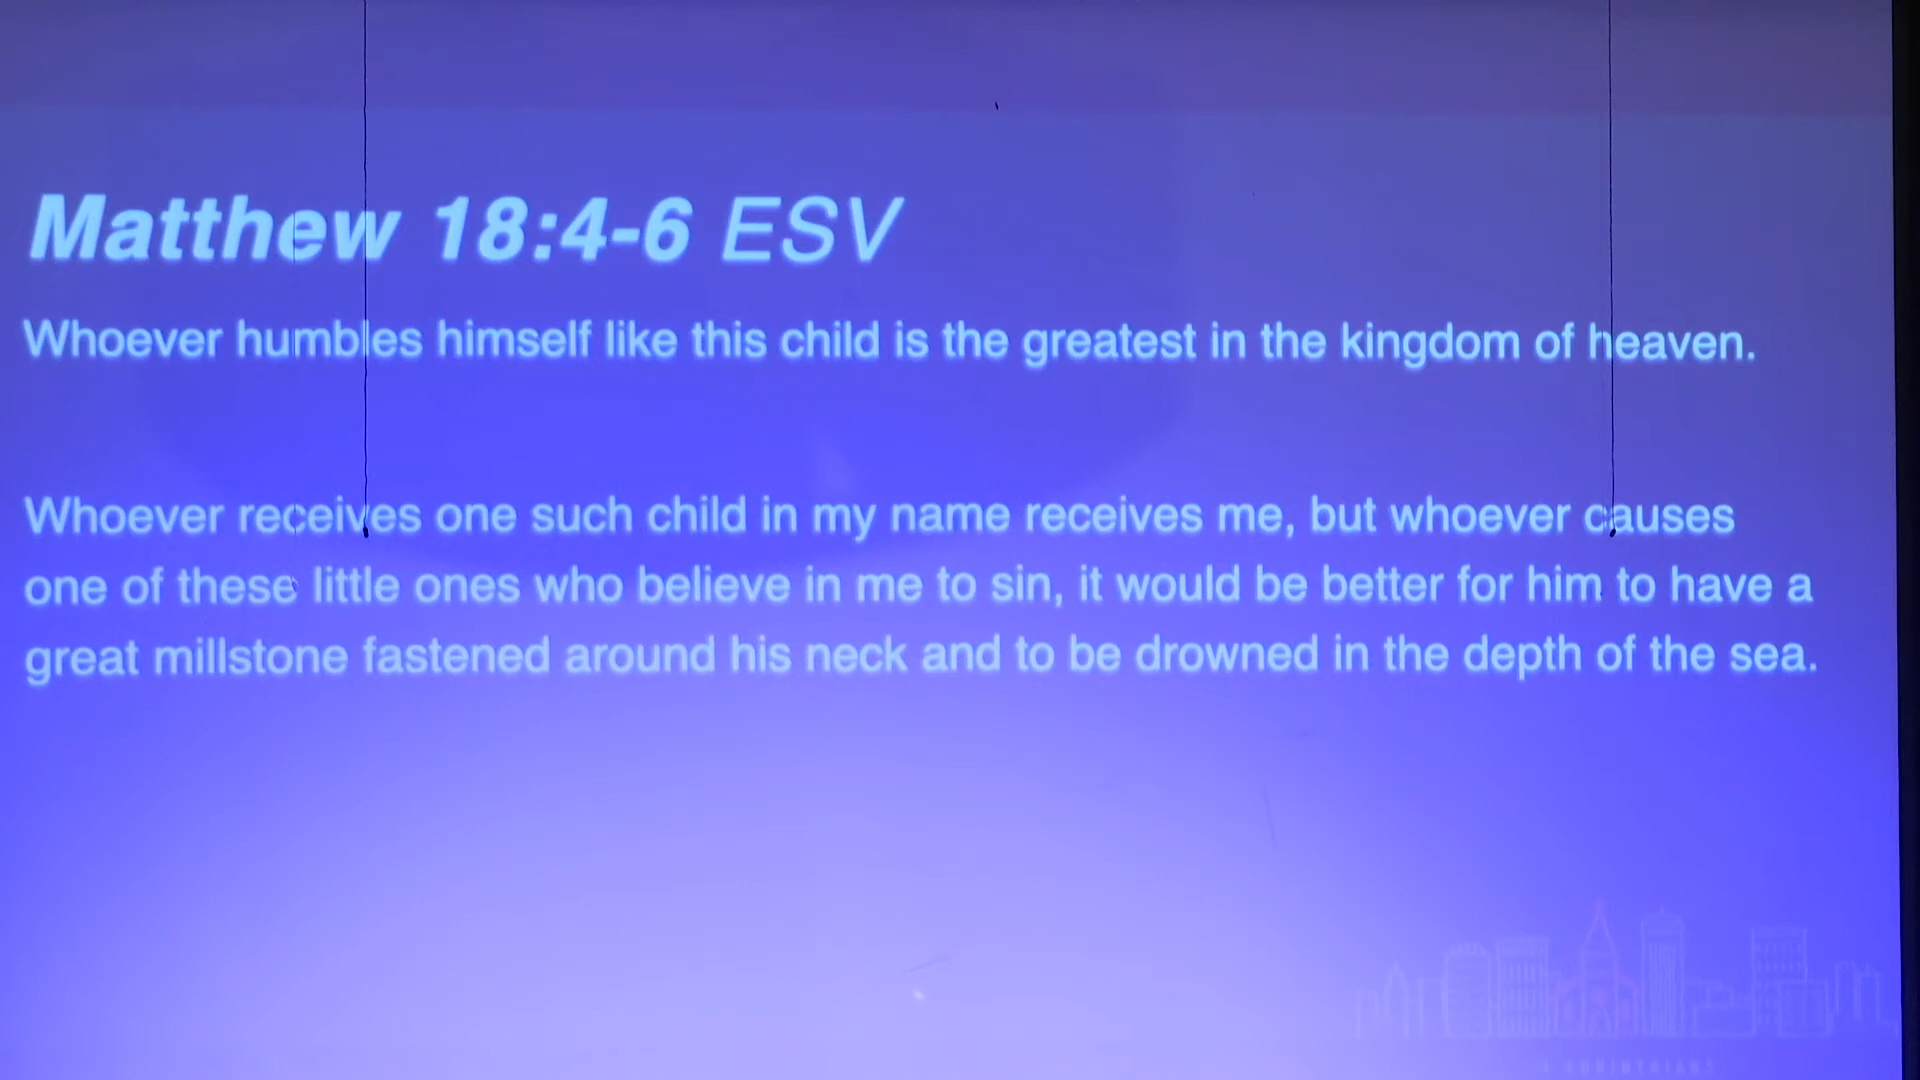 Matthew 18:4-6 ESV
Whoever humbles himself like this child is the greatest in the kingdom of heaven.
Whoever receives one such child in my name receives me, but whoever causes
one of these little ones who believe in me to sin, it would be better for him to have a
great millstone fastened around his neck and to be drowned in the depth of the sea.
1 CORINTHIANS